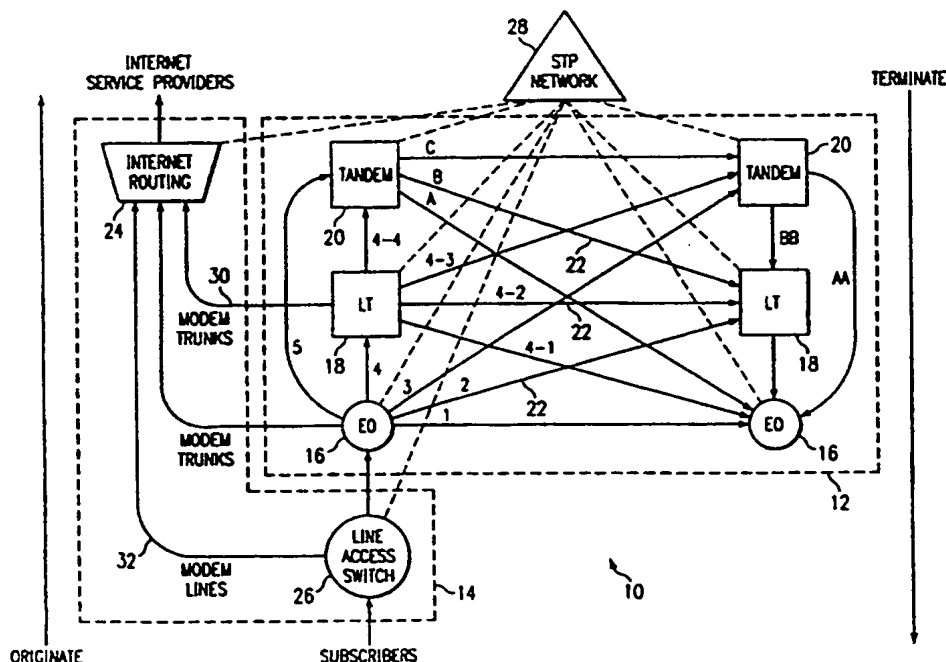 28
STP
NETWORK
INTERNET
SERVICE PROVIDERS
TERMINATE
INTERNET
ROUTING
24
TANDEM
20
C
B
A
TANDEM
20
4-4
4-3
22
BB
AA
30
MODEM
TRUNKS
LT
18
4-2
22
LT
18
5
4
3
2
4-1
22
1
EO
16
EO
16
MODEM
TRUNKS
12
32
MODEM
LINES
LINE
ACCESS
SWITCH
26
14
10
ORIGINATE
SUBSCRIBERS